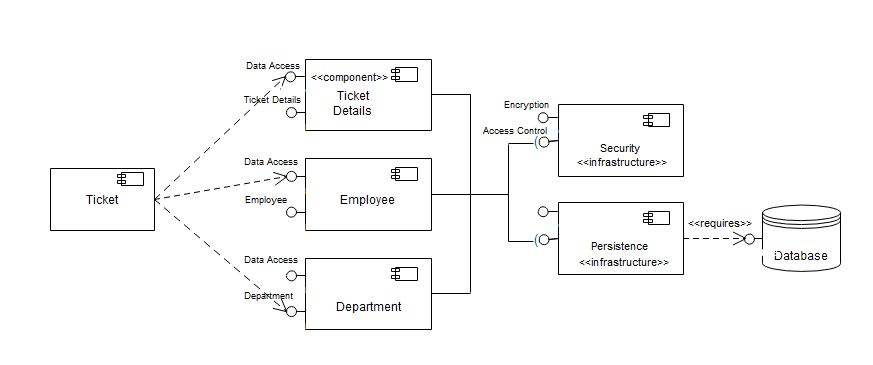 Data Access
<<component>>
Ticket
Details
Ticket Details
Encryption
Access Control
Security
<<infrastructure>>
Data Access
Employee
Employee
Ticket
<<requires>>
Persistence
<<infrastructure>>
Database
Data Access
Department
Department